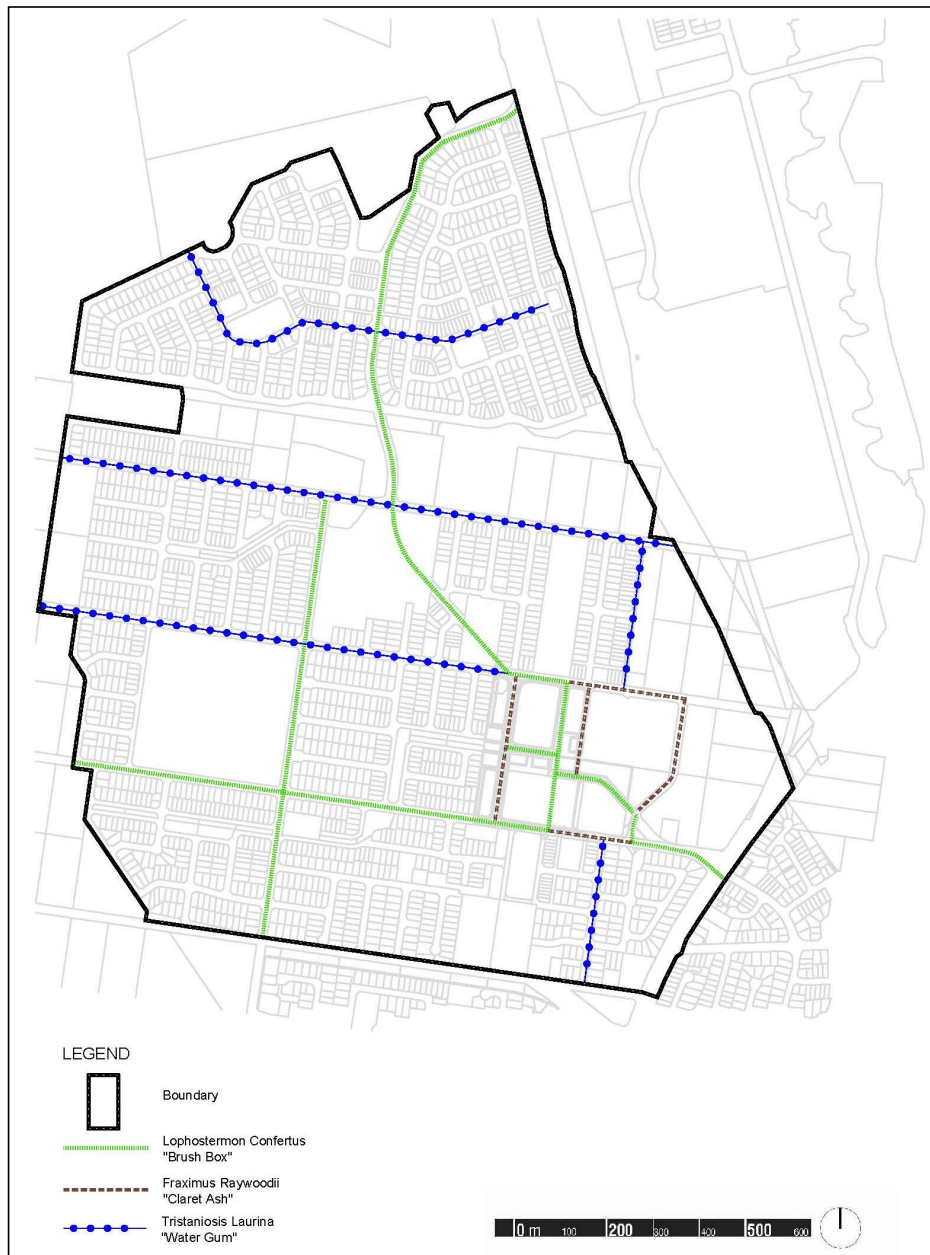 LEGEND
Boundary
Lophostermon Confertus
"Brush Box"
Fraximus Raywoodii
"Claret Ash"
Tristaniosis Laurina
"Water Gum"
0 m 100 200 300 400 500 600